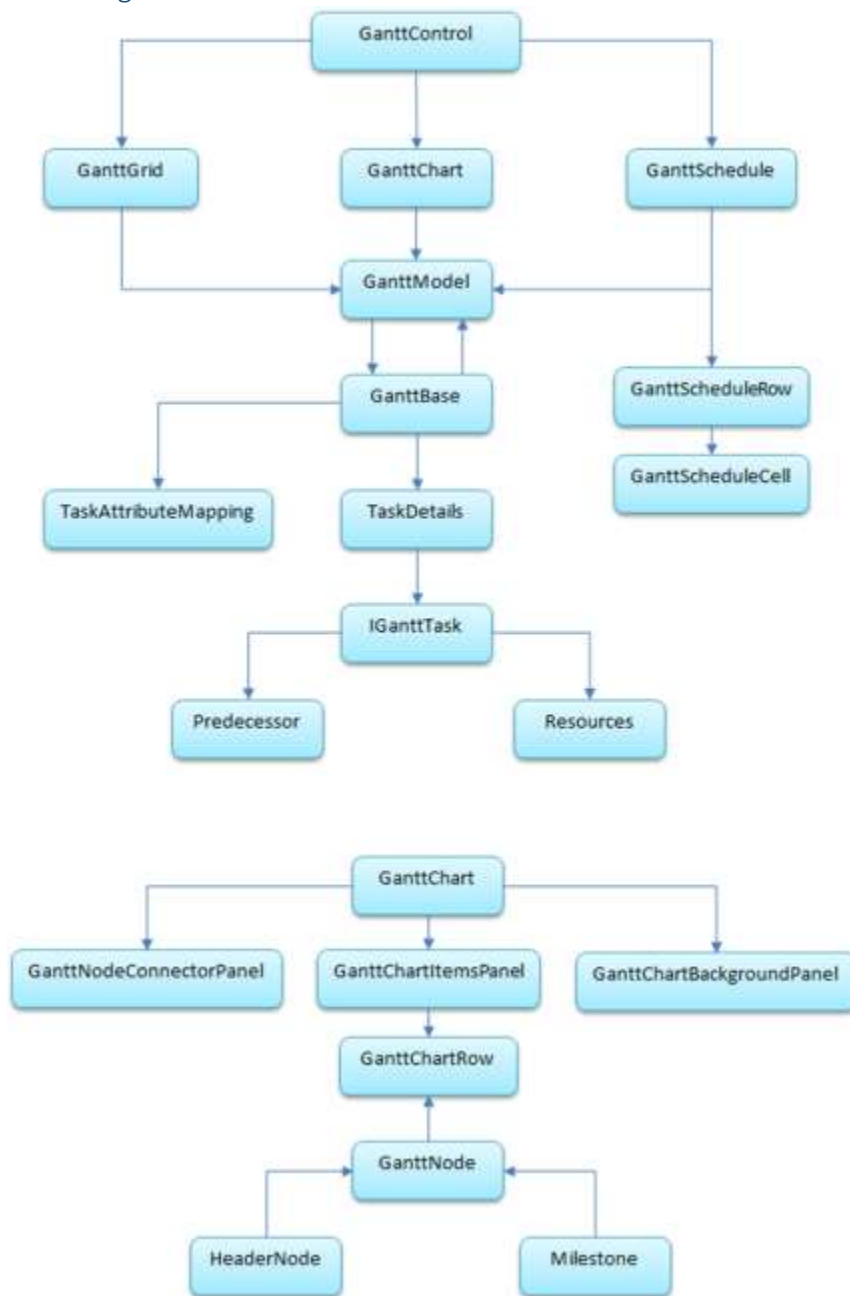 GanttControl
GanttGrid
GanttChart
GanttSchedule
GanttModel
GanttBase
GanttScheduleRow
GanttScheduleCell
TaskAttributeMapping
TaskDetails
IGanttTask
Predecessor
Resources
GanttChart
GanttNodeConnectorPanel
GanttChartItemsPanel
GanttChartBackgroundPanel
GanttChartRow
GanttNode
HeaderNode
Milestone